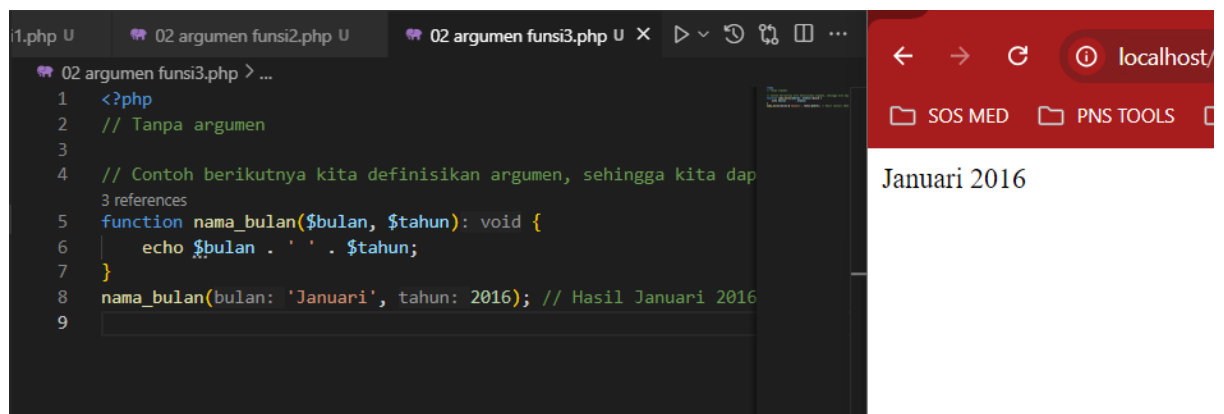 i1.php U 02 argumen funsi2.php U 02 argumen funsi3.php U
02 argumen funsi3.php > ...
1 <?php
2 // Tanpa argumen
3
4 // Contoh berikutnya kita definisikan argumen, sehingga kita dap
3 references
5 function nama_bulan($bulan, $tahun): void {
6 echo $bulan . ' ' . $tahun;
7 }
8 nama_bulan(bulan: 'Januari', tahun: 2016); // Hasil Januari 2016
9
localhost/
SOS MED PNS TOOLS
Januari 2016